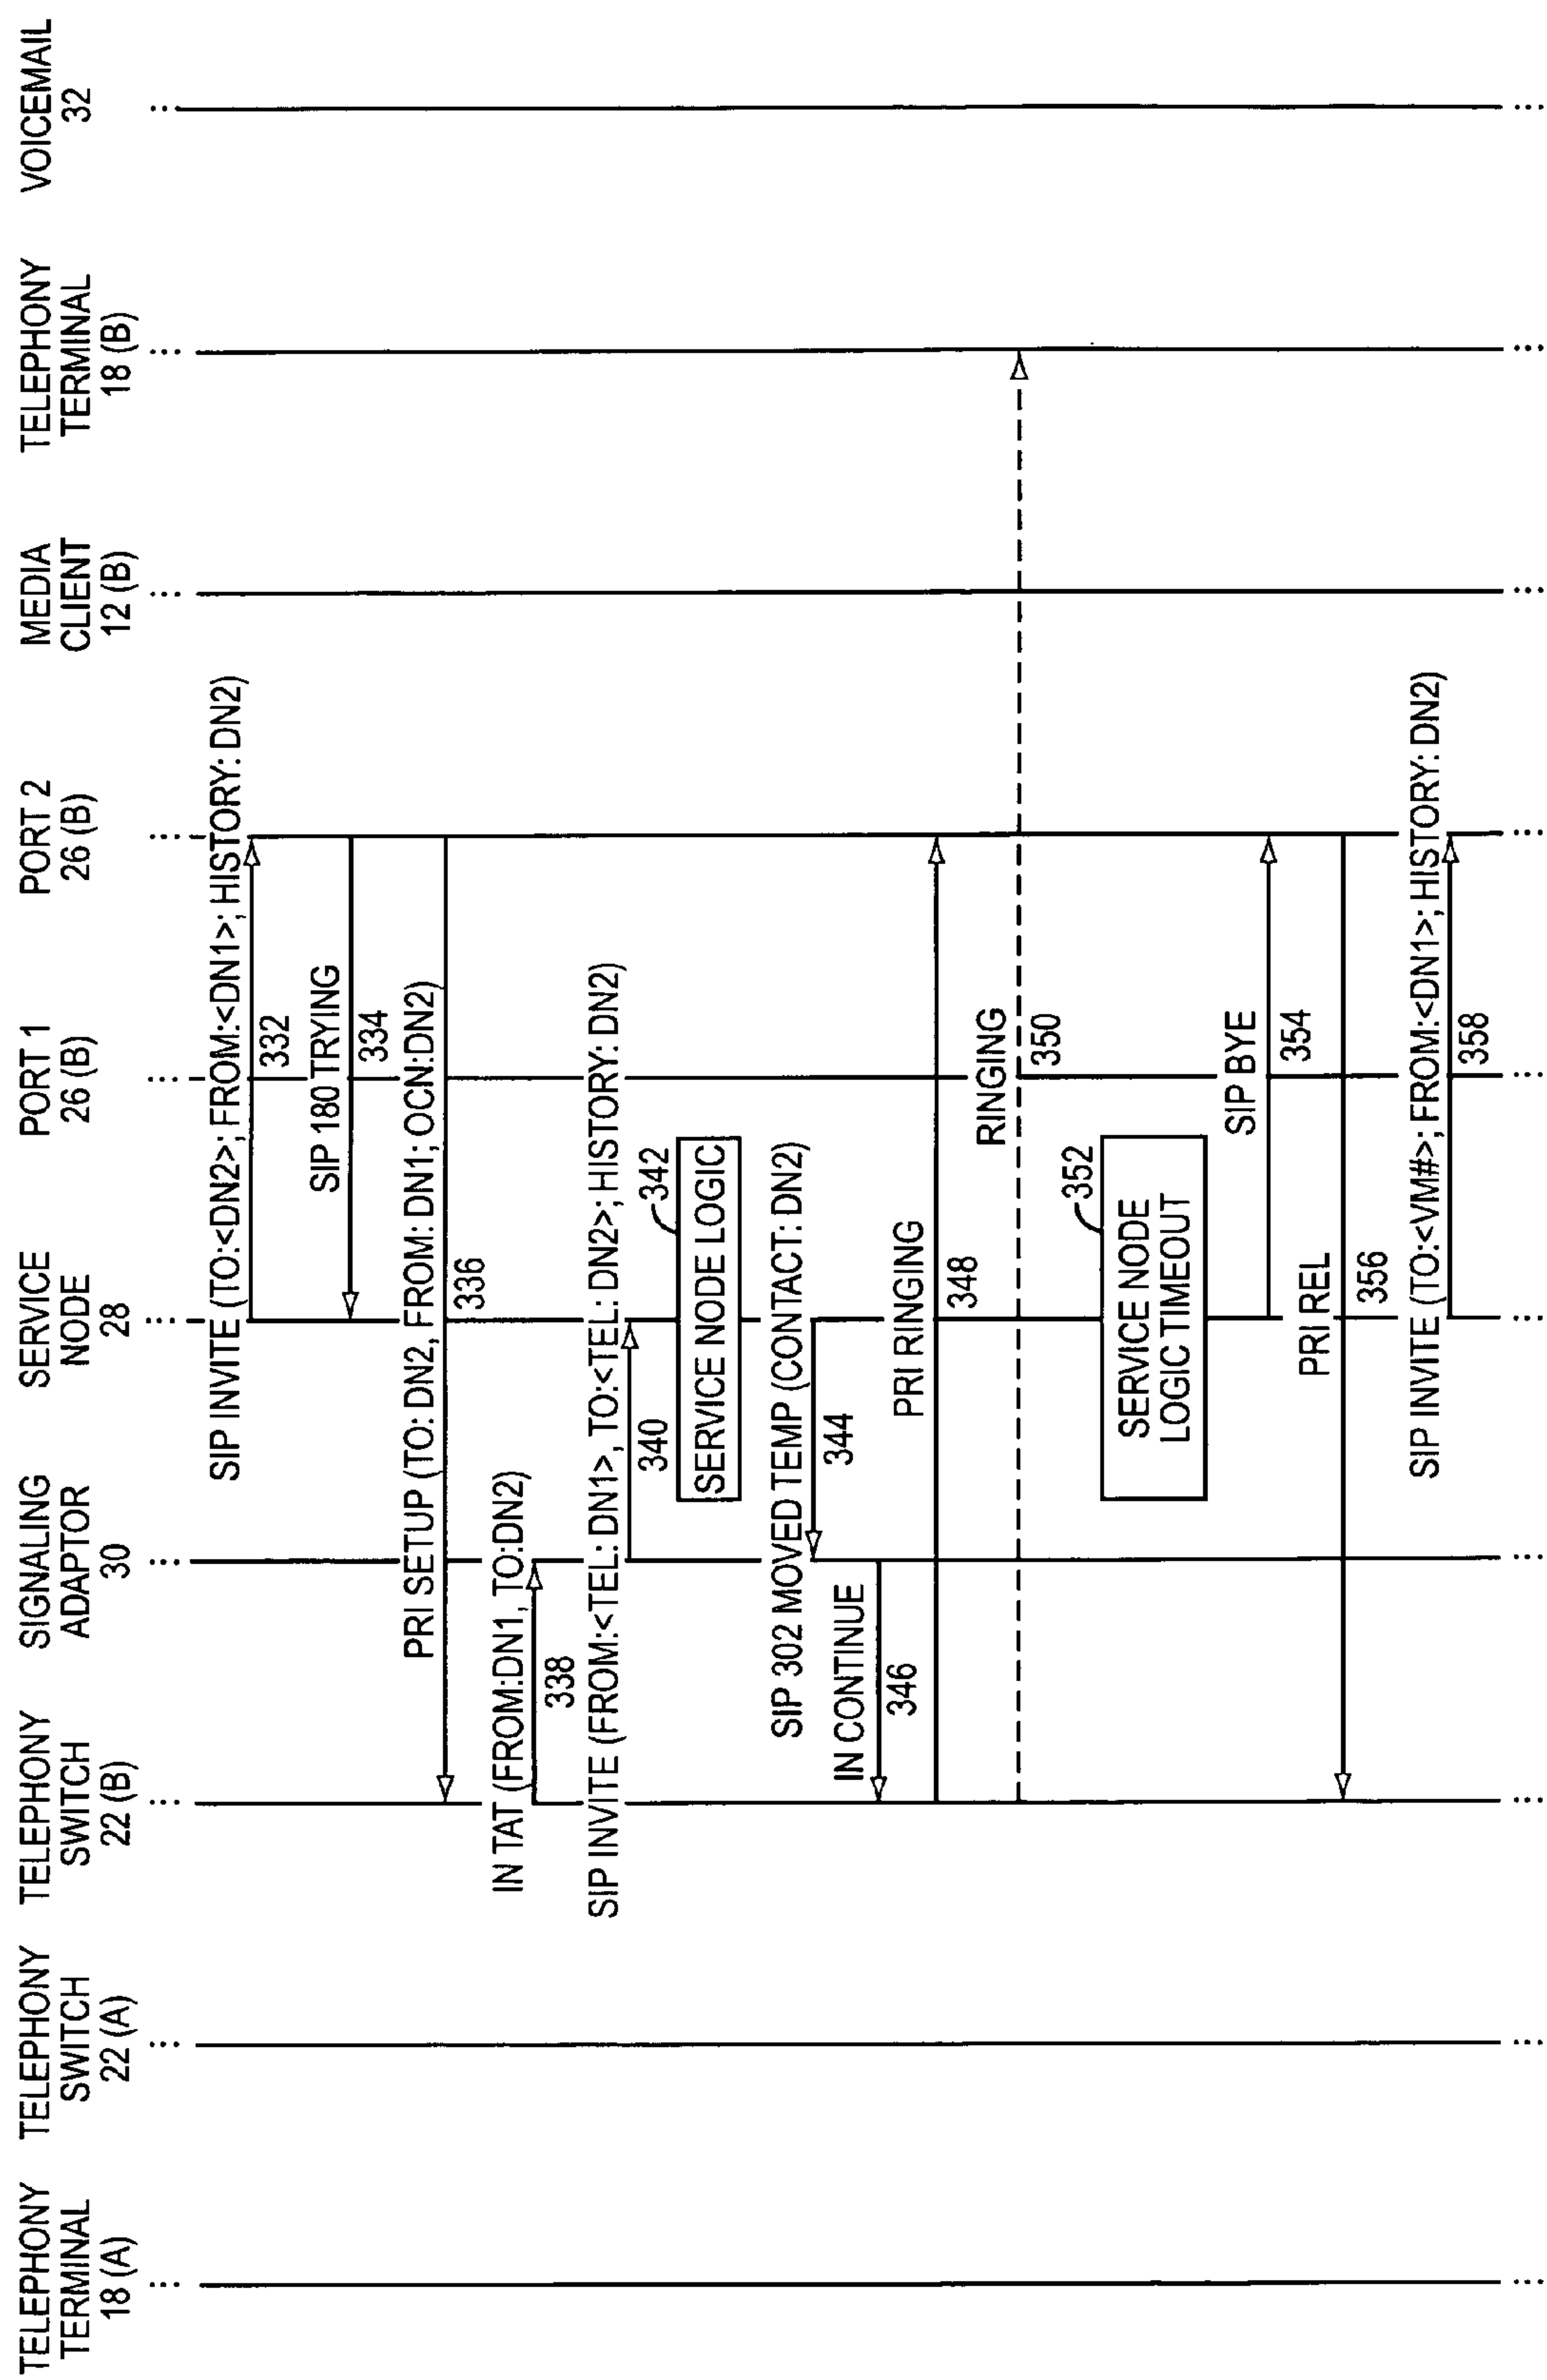 TELEPHONY
TERMINAL
18 (A)
TELEPHONY
SWITCH
22 (A)
TELEPHONY
SWITCH
22 (B)
SIGNALING
ADAPTOR
30
SERVICE
NODE
28
PORT 1
26 (B)
PORT 2
26 (B)
MEDIA
CLIENT
12 (B)
TELEPHONY
TERMINAL
18 (B)
VOICEMAIL
32
SIP INVITE (TO:<DN2>; FROM:<DN1>; HISTORY: DN2)
332
SIP 180 TRYING
334
PRI SETUP (TO: DN2, FROM: DN1; OCN:DN2)
336
IN TAT (FROM:DN1, TO:DN2)
338
SIP INVITE (FROM:<TEL: DN1>, TO:<TEL: DN2>; HISTORY: DN2)
340
342
SERVICE NODE LOGIC
SIP 302 MOVED TEMP (CONTACT: DN2)
344
IN CONTINUE
346
PRI RINGING
348
RINGING
350
352
SERVICE NODE
LOGIC TIMEOUT
SIP BYE
354
PRI REL
356
SIP INVITE (TO:<VM#>; FROM:<DN1>; HISTORY: DN2)
358